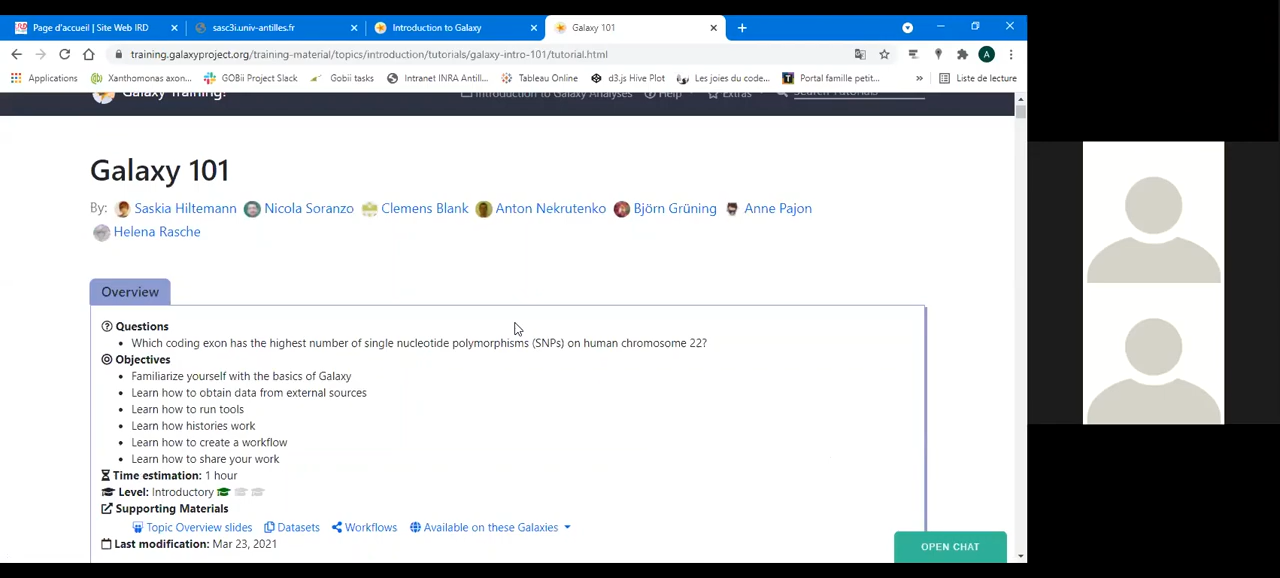 Page d'accueil | Site Web IRD
sasc3i.univ-antilles.fr
Introduction to Galaxy
Galaxy 101
training.galaxyproject.org/training-material/topics/introduction/tutorials/galaxy-intro-101/tutorial.html
A
Applications
Xanthomonas axon...
GOBii Project Slack
Gobii tasks
Intranet INRA Antill...
Tableau Online
d3.js Hive Plot
Les joies du code...
T
Portal famille petit...
»
Liste de lecture
Galaxy Training!
Introduction to Galaxy Analyses
Help
Extras
Search Tutorials
Galaxy 101
By: Saskia Hiltemann Nicola Soranzo Clemens Blank Anton Nekrutenko Björn Grüning Anne Pajon
Helena Rasche
Overview
Questions
• Which coding exon has the highest number of single nucleotide polymorphisms (SNPs) on human chromosome 22?
Objectives
• Familiarize yourself with the basics of Galaxy
• Learn how to obtain data from external sources
• Learn how to run tools
• Learn how histories work
• Learn how to create a workflow
• Learn how to share your work
Time estimation: 1 hour
Level: Introductory
Supporting Materials
Topic Overview slides Datasets Workflows Available on these Galaxies
Last modification: Mar 23, 2021
OPEN CHAT